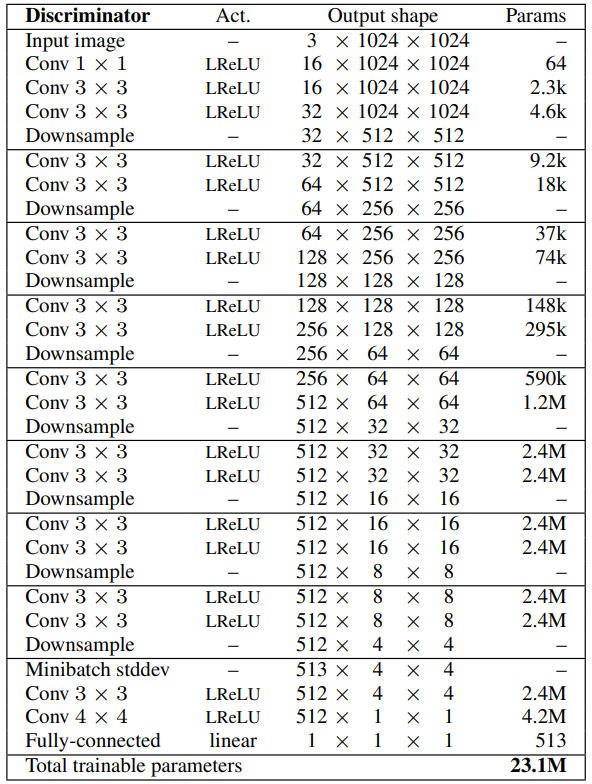 Discriminator Act. Output shape Params
Input image – 3 × 1024 × 1024 –
Conv 1 × 1 LReLU 16 × 1024 × 1024 64
Conv 3 × 3 LReLU 16 × 1024 × 1024 2.3k
Conv 3 × 3 LReLU 32 × 1024 × 1024 4.6k
Downsample – 32 × 512 × 512 –
Conv 3 × 3 LReLU 32 × 512 × 512 9.2k
Conv 3 × 3 LReLU 64 × 512 × 512 18k
Downsample – 64 × 256 × 256 –
Conv 3 × 3 LReLU 64 × 256 × 256 37k
Conv 3 × 3 LReLU 128 × 256 × 256 74k
Downsample – 128 × 128 × 128 –
Conv 3 × 3 LReLU 128 × 128 × 128 148k
Conv 3 × 3 LReLU 256 × 128 × 128 295k
Downsample – 256 × 64 × 64 –
Conv 3 × 3 LReLU 256 × 64 × 64 590k
Conv 3 × 3 LReLU 512 × 64 × 64 1.2M
Downsample – 512 × 32 × 32 –
Conv 3 × 3 LReLU 512 × 32 × 32 2.4M
Conv 3 × 3 LReLU 512 × 32 × 32 2.4M
Downsample – 512 × 16 × 16 –
Conv 3 × 3 LReLU 512 × 16 × 16 2.4M
Conv 3 × 3 LReLU 512 × 16 × 16 2.4M
Downsample – 512 × 8 × 8 –
Conv 3 × 3 LReLU 512 × 8 × 8 2.4M
Conv 3 × 3 LReLU 512 × 8 × 8 2.4M
Downsample – 512 × 4 × 4 –
Minibatch stddev – 513 × 4 × 4 –
Conv 3 × 3 LReLU 512 × 4 × 4 2.4M
Conv 4 × 4 LReLU 512 × 1 × 1 4.2M
Fully-connected linear 1 × 1 × 1 513
Total trainable parameters 23.1M